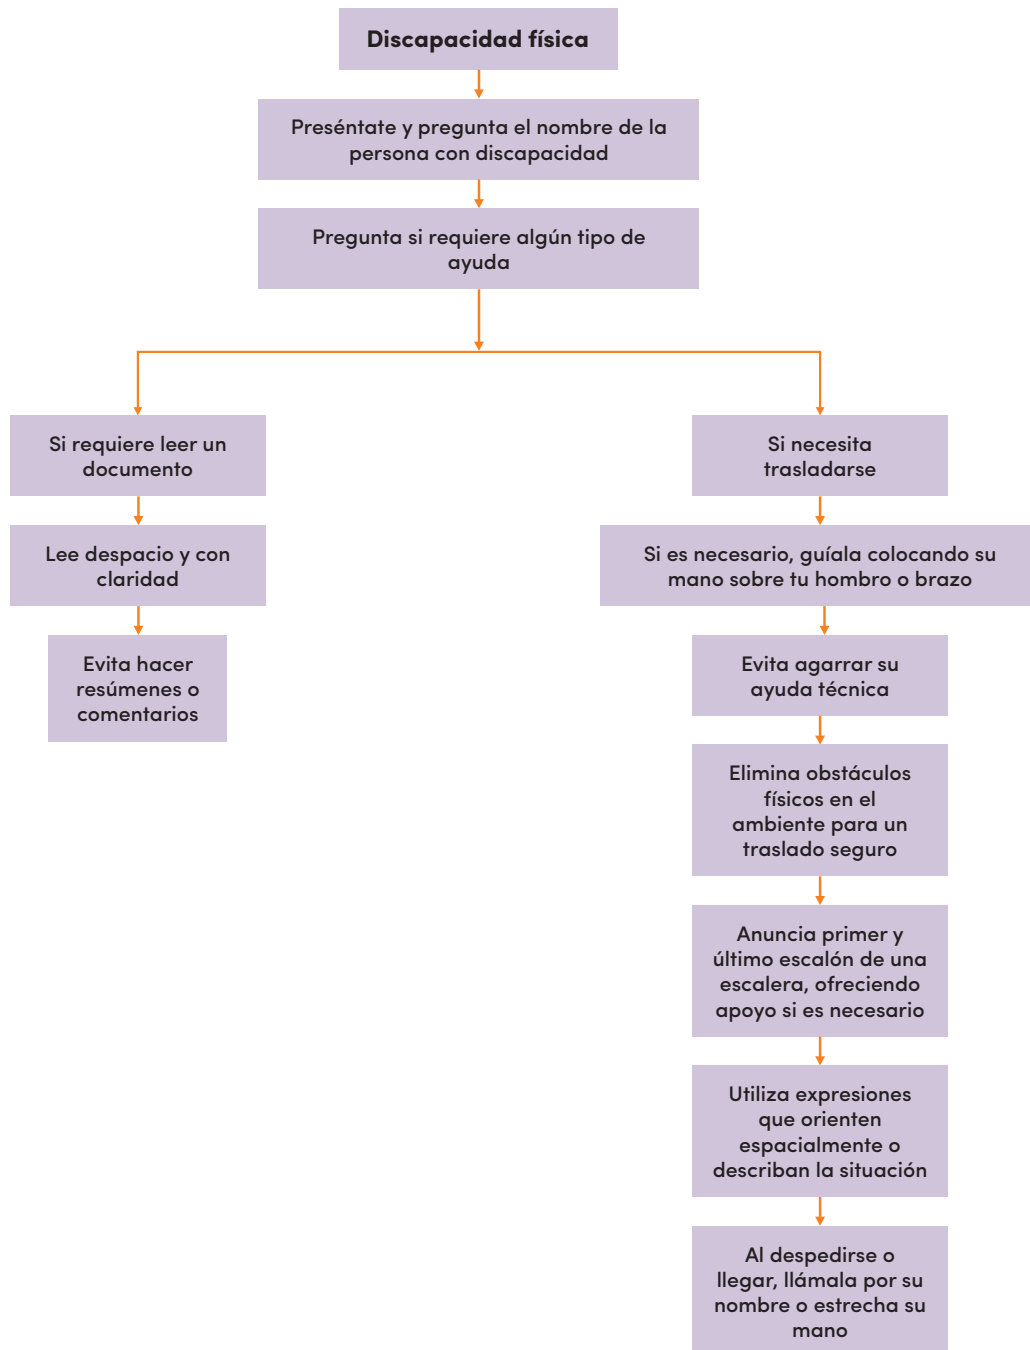 Discapacidad física
Preséntate y pregunta el nombre de la
persona con discapacidad
Pregunta si requiere algún tipo de
ayuda
Si requiere leer un
documento
Lee despacio y con
claridad
Evita hacer
resúmenes o
comentarios
Si necesita
trasladarse
Si es necesario, guíala colocando su
mano sobre tu hombro o brazo
Evita agarrar su
ayuda técnica
Elimina obstáculos
físicos en el
ambiente para un
traslado seguro
Anuncia primer y
último escalón de una
escalera, ofreciendo
apoyo si es necesario
Utiliza expresiones
que orienten
espacialmente o
describan la situación
Al despedirse o
llegar, llámala por su
nombre o estrecha su
mano